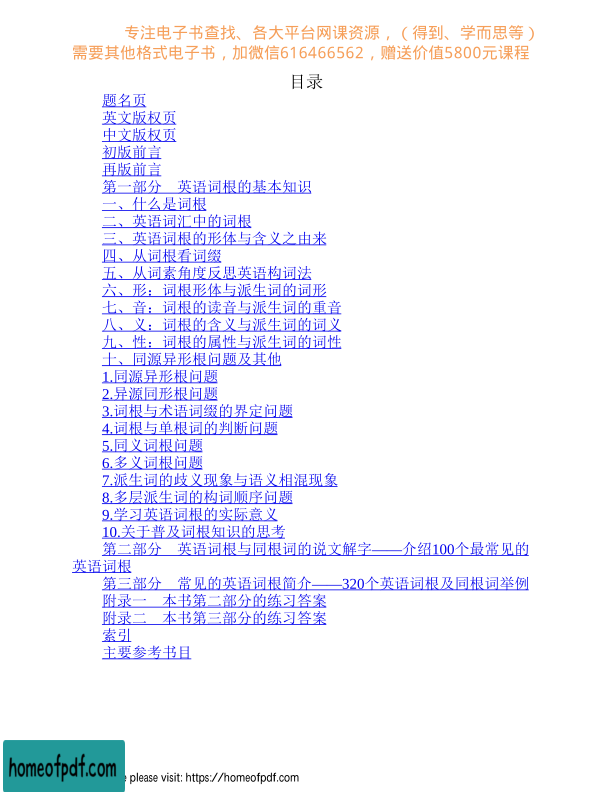 专注电子书查找、各大平台网课资源，（得到、学而思等）
需要其他格式电子书，加微信616466562，赠送价值5800元课程
目录
题名页
英文版权页
中文版权页
初版前言
再版前言
第一部分　英语词根的基本知识
一、什么是词根
二、英语词汇中的词根
三、英语词根的形体与含义之由来
四、从词根看词缀
五、从词素角度反思英语构词法
六、形：词根形体与派生词的词形
七、音：词根的读音与派生词的重音
八、义：词根的含义与派生词的词义
九、性：词根的属性与派生词的词性
十、同源异形根问题及其他
1.同源异形根问题
2.异源同形根问题
3.词根与术语词缀的界定问题
4.词根与单根词的判断问题
5.同义词根问题
6.多义词根问题
7.派生词的歧义现象与语义相混现象
8.多层派生词的构词顺序问题
9.学习英语词根的实际意义
10.关于普及词根知识的思考
第二部分　英语词根与同根词的说文解字——介绍100个最常见的
英语词根
第三部分　常见的英语词根简介——320个英语词根及同根词举例
附录一　本书第二部分的练习答案
附录二　本书第三部分的练习答案
索引
主要参考书目
homeofpdf.com
please visit: https://homeofpdf.com